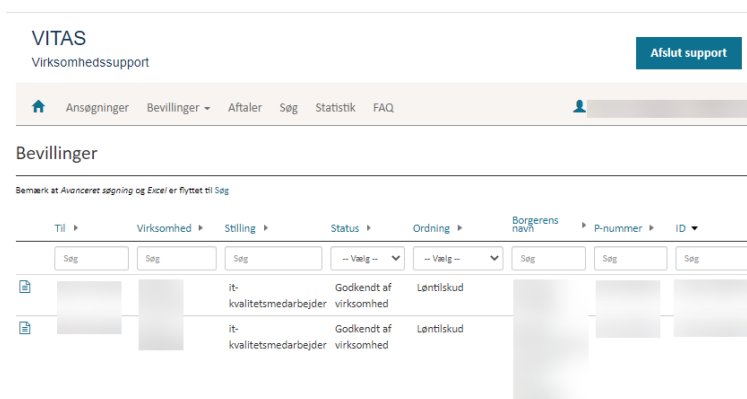 VITAS
Virksomhedssupport
Afslut support
Ansøgninger Bevillinger Aftaler Søg Statistik FAQ
Bevillinger
Bemærk at Avanceret søgning og Excel er flyttet til Søg
Til Virksomhed Stilling Status Ordning Borgerens navn P-nummer ID
Søg Søg Søg -- Vælg -- -- Vælg -- Søg Søg Søg
it- Godkendt af Løntilskud
kvalitetsmedarbejder virksomhed
it- Godkendt af Løntilskud
kvalitetsmedarbejder virksomhed